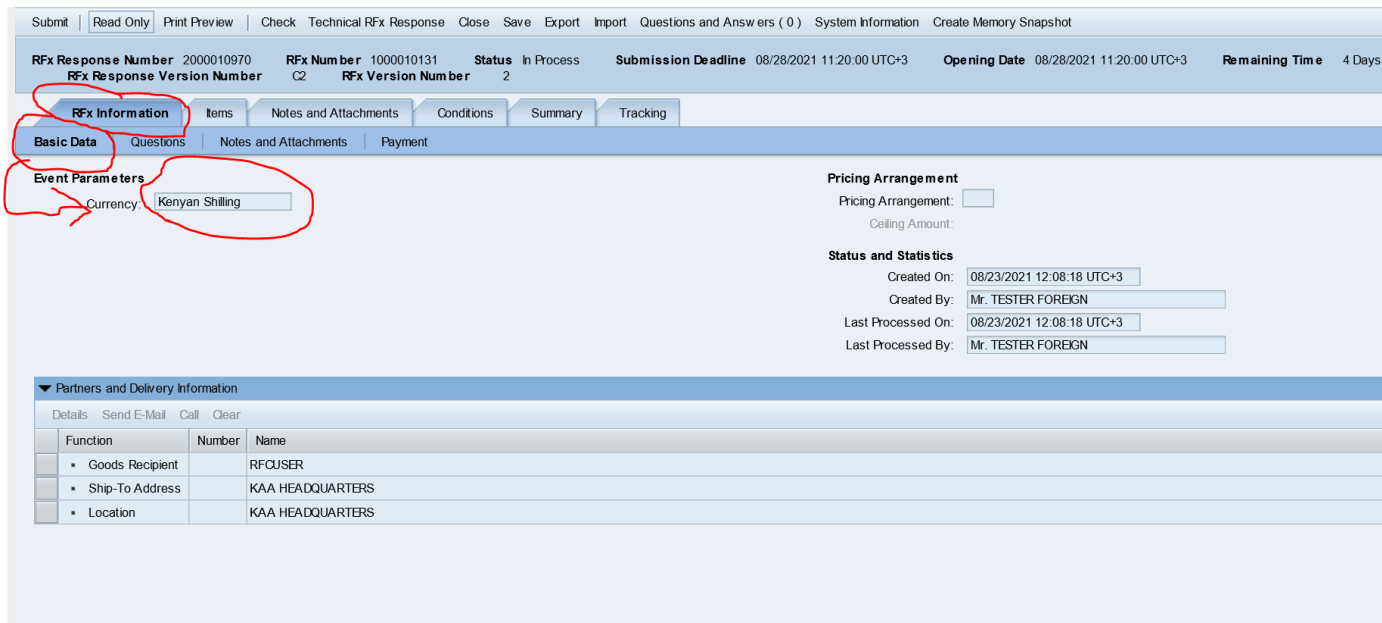 Submit Read Only Print Preview Check Technical RFx Response Close Save Export Import Questions and Answers ( 0 ) System Information Create Memory Snapshot
RFx Response Number 2000010970 RFx Number 1000010131 Status In Process Submission Deadline 08/28/2021 11:20:00 UTC+3 Opening Date 08/28/2021 11:20:00 UTC+3 Remaining Time 4 Days
RFx Response Version Number C2 RFx Version Number 2
RFx Information Items Notes and Attachments Conditions Summary Tracking
Basic Data Questions Notes and Attachments Payment
Event Parameters Pricing Arrangement
Currency: Kenyan Shilling Pricing Arrangement:
Ceiling Amount:
Status and Statistics
Created On: 08/23/2021 12:08:18 UTC+3
Created By: Mr. TESTER FOREIGN
Last Processed On: 08/23/2021 12:08:18 UTC+3
Last Processed By: Mr. TESTER FOREIGN
Partners and Delivery Information
Details Send E-Mail Call Clear
Function Number Name
Goods Recipient RFCUSER
Ship-To Address KAA HEADQUARTERS
Location KAA HEADQUARTERS